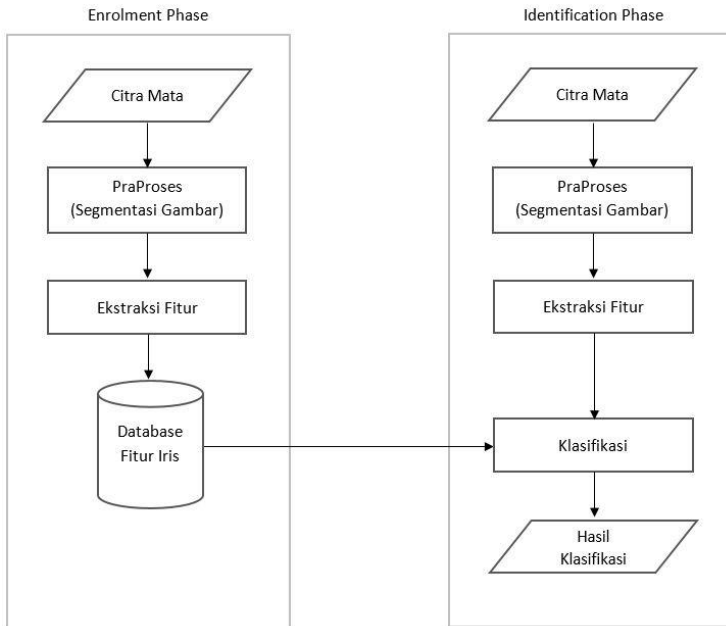 Enrolment Phase
Citra Mata
PraProses
(Segmentasi Gambar)
Ekstraksi Fitur
Database
Fitur Iris
Identification Phase
Citra Mata
PraProses
(Segmentasi Gambar)
Ekstraksi Fitur
Klasifikasi
Hasil
Klasifikasi